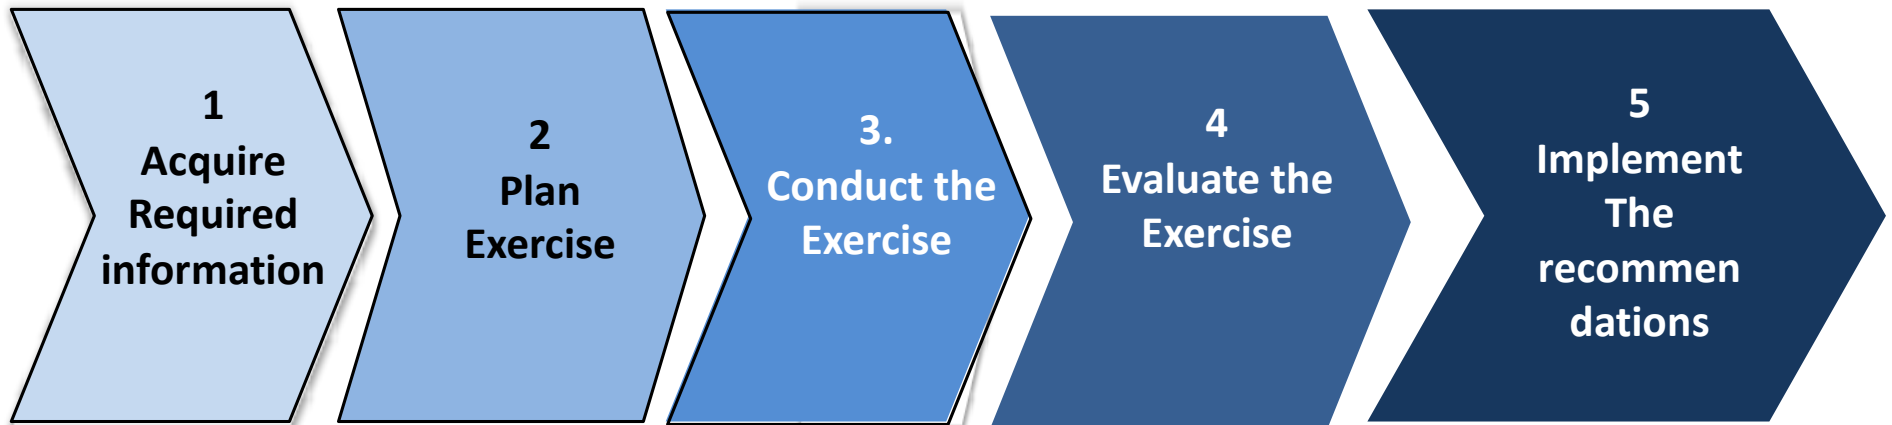 1
Acquire
Required
information
2
Plan
Exercise
3.
Conduct the
Exercise
4
Evaluate the
Exercise
5
Implement
The
recommen
dations